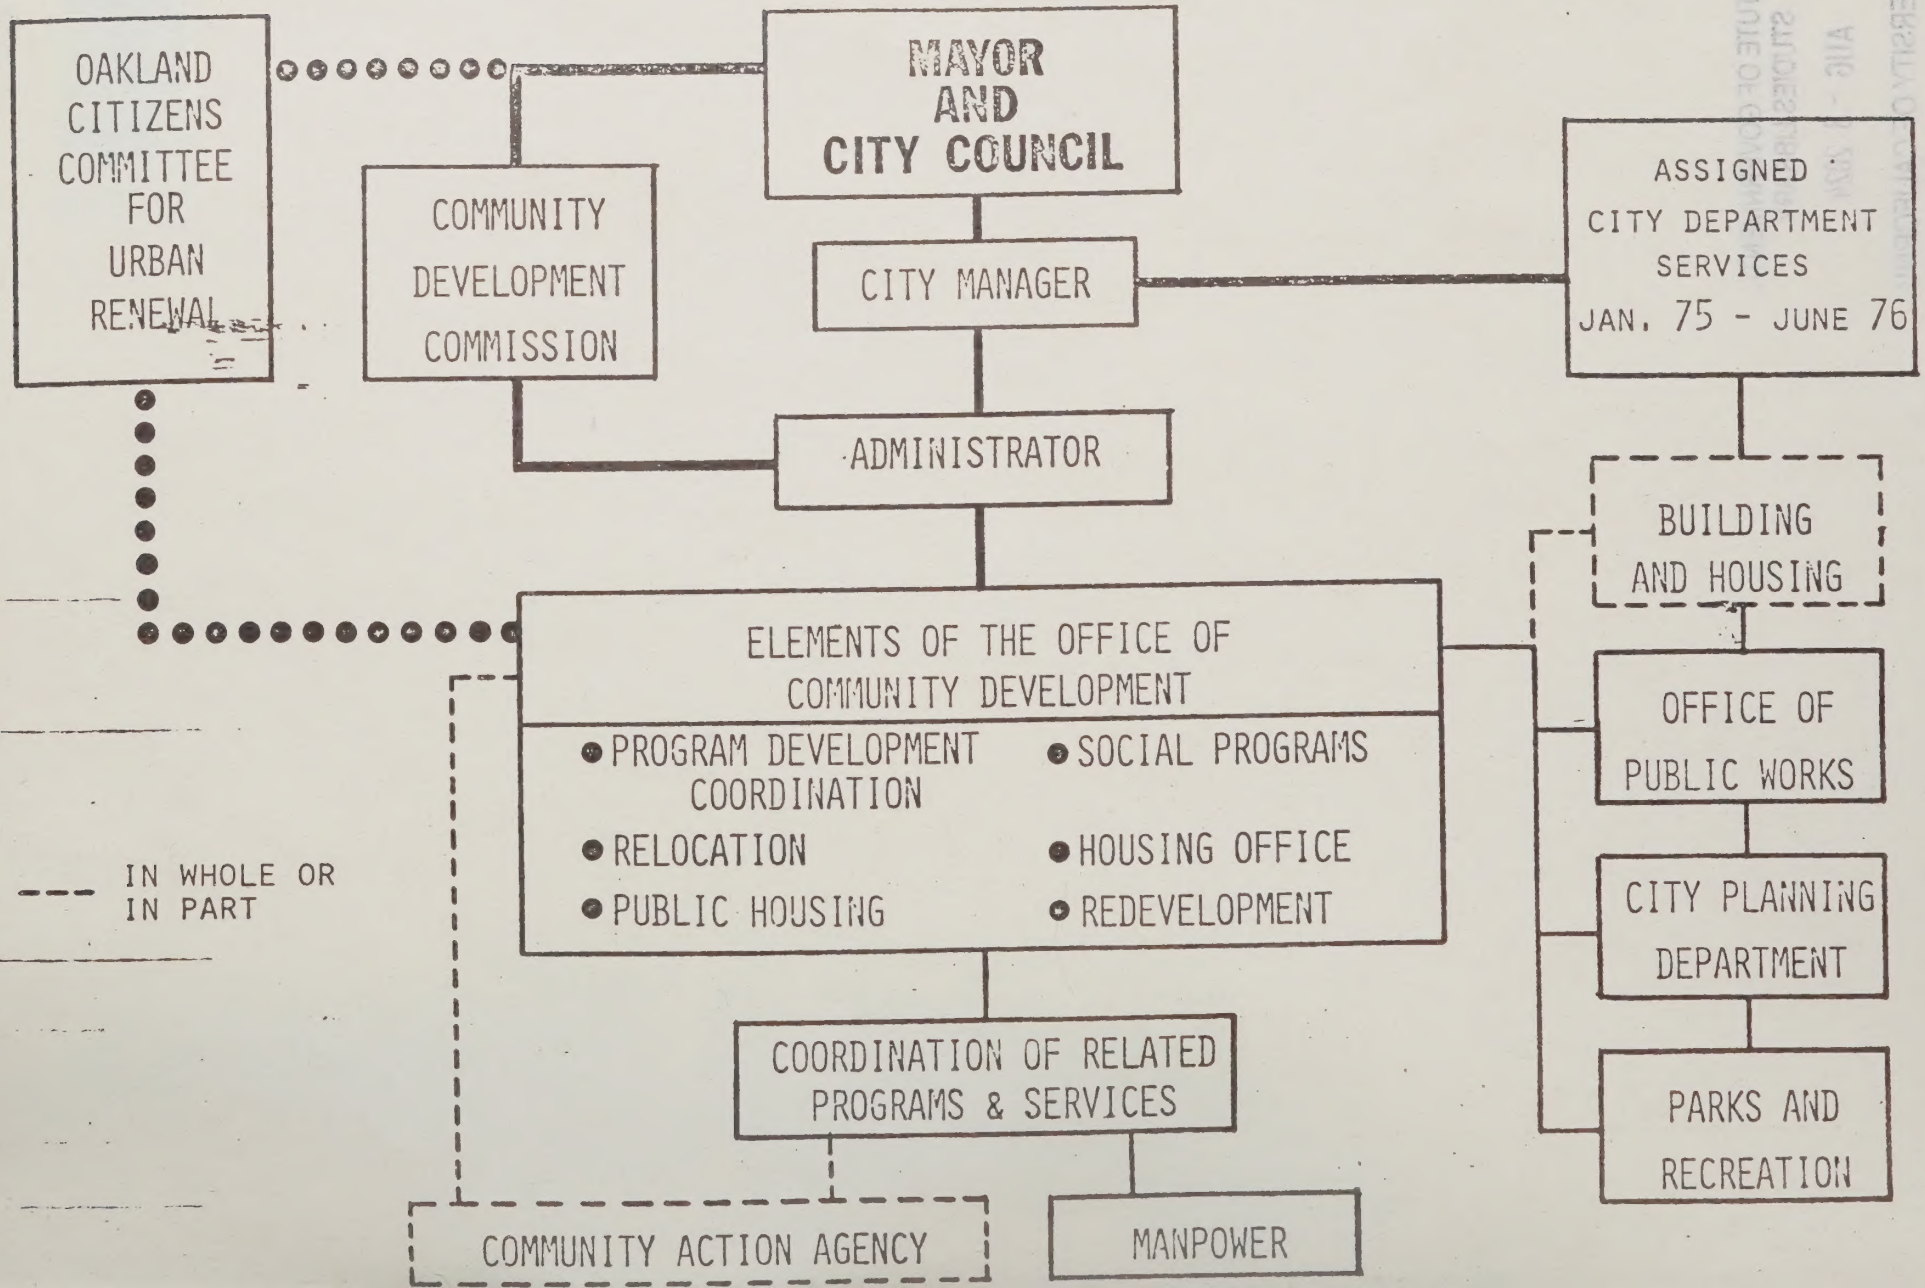 OAKLAND
CITIZENS
COMMITTEE
FOR
URBAN
RENEWAL
COMMUNITY
DEVELOPMENT
COMMISSION
MAYOR
AND
CITY COUNCIL
CITY MANAGER
ADMINISTRATOR
ASSIGNED
CITY DEPARTMENT
SERVICES
JAN. 75 - JUNE 76
BUILDING
AND HOUSING
OFFICE OF
PUBLIC WORKS
CITY PLANNING
DEPARTMENT
PARKS AND
RECREATION
ELEMENTS OF THE OFFICE OF
COMMUNITY DEVELOPMENT
● PROGRAM DEVELOPMENT
COORDINATION
● RELOCATION
● PUBLIC HOUSING
● SOCIAL PROGRAMS
● HOUSING OFFICE
● REDEVELOPMENT
COORDINATION OF RELATED
PROGRAMS & SERVICES
COMMUNITY ACTION AGENCY
MANPOWER
--- IN WHOLE OR
IN PART